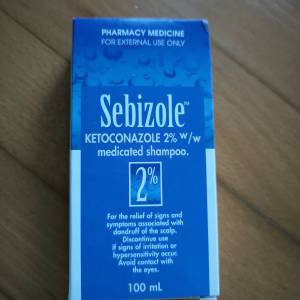 PHARMACY MEDICINE
FOR EXTERNAL USE ONLY
Sebizole™
KETOCONAZOLE 2% w/w
medicated shampoo.
2%
For the relief of signs and
symptoms associated with
dandruff of the scalp.
Discontinue use
if signs of irritation or
hypersensitivity occur.
Avoid contact with
the eyes.
100 mL